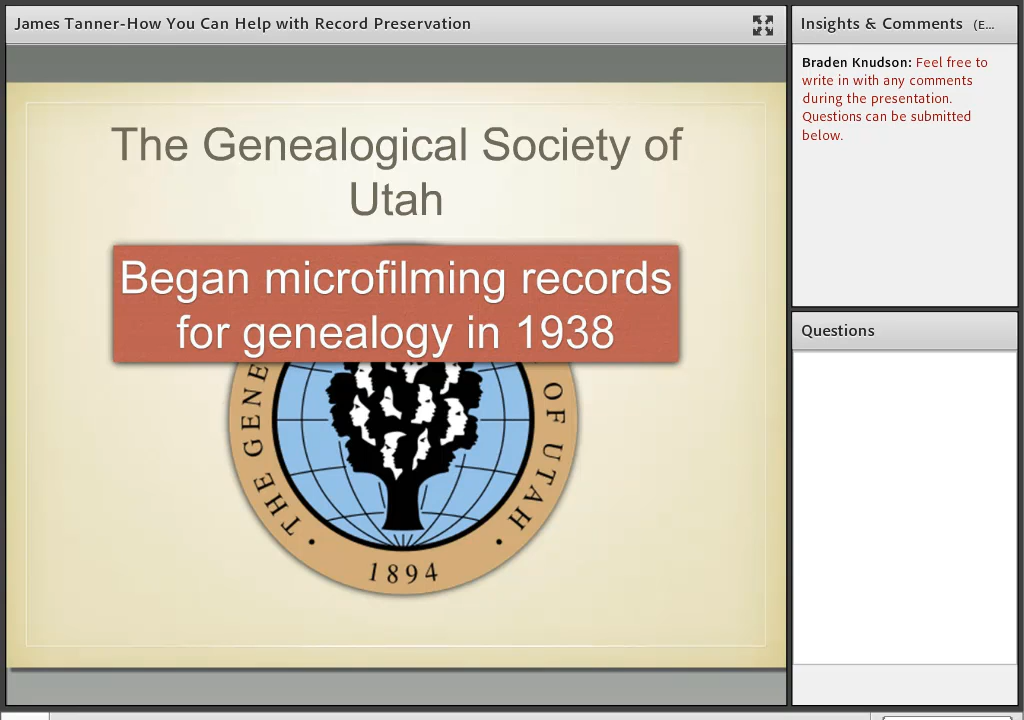 James Tanner-How You Can Help with Record Preservation
The Genealogical Society of
Utah
Began microfilming records
for genealogy in 1938
THE GENE
OF UTAH
1894
Insights & Comments (E...
Braden Knudson: Feel free to
write in with any comments
during the presentation.
Questions can be submitted
below.
Questions